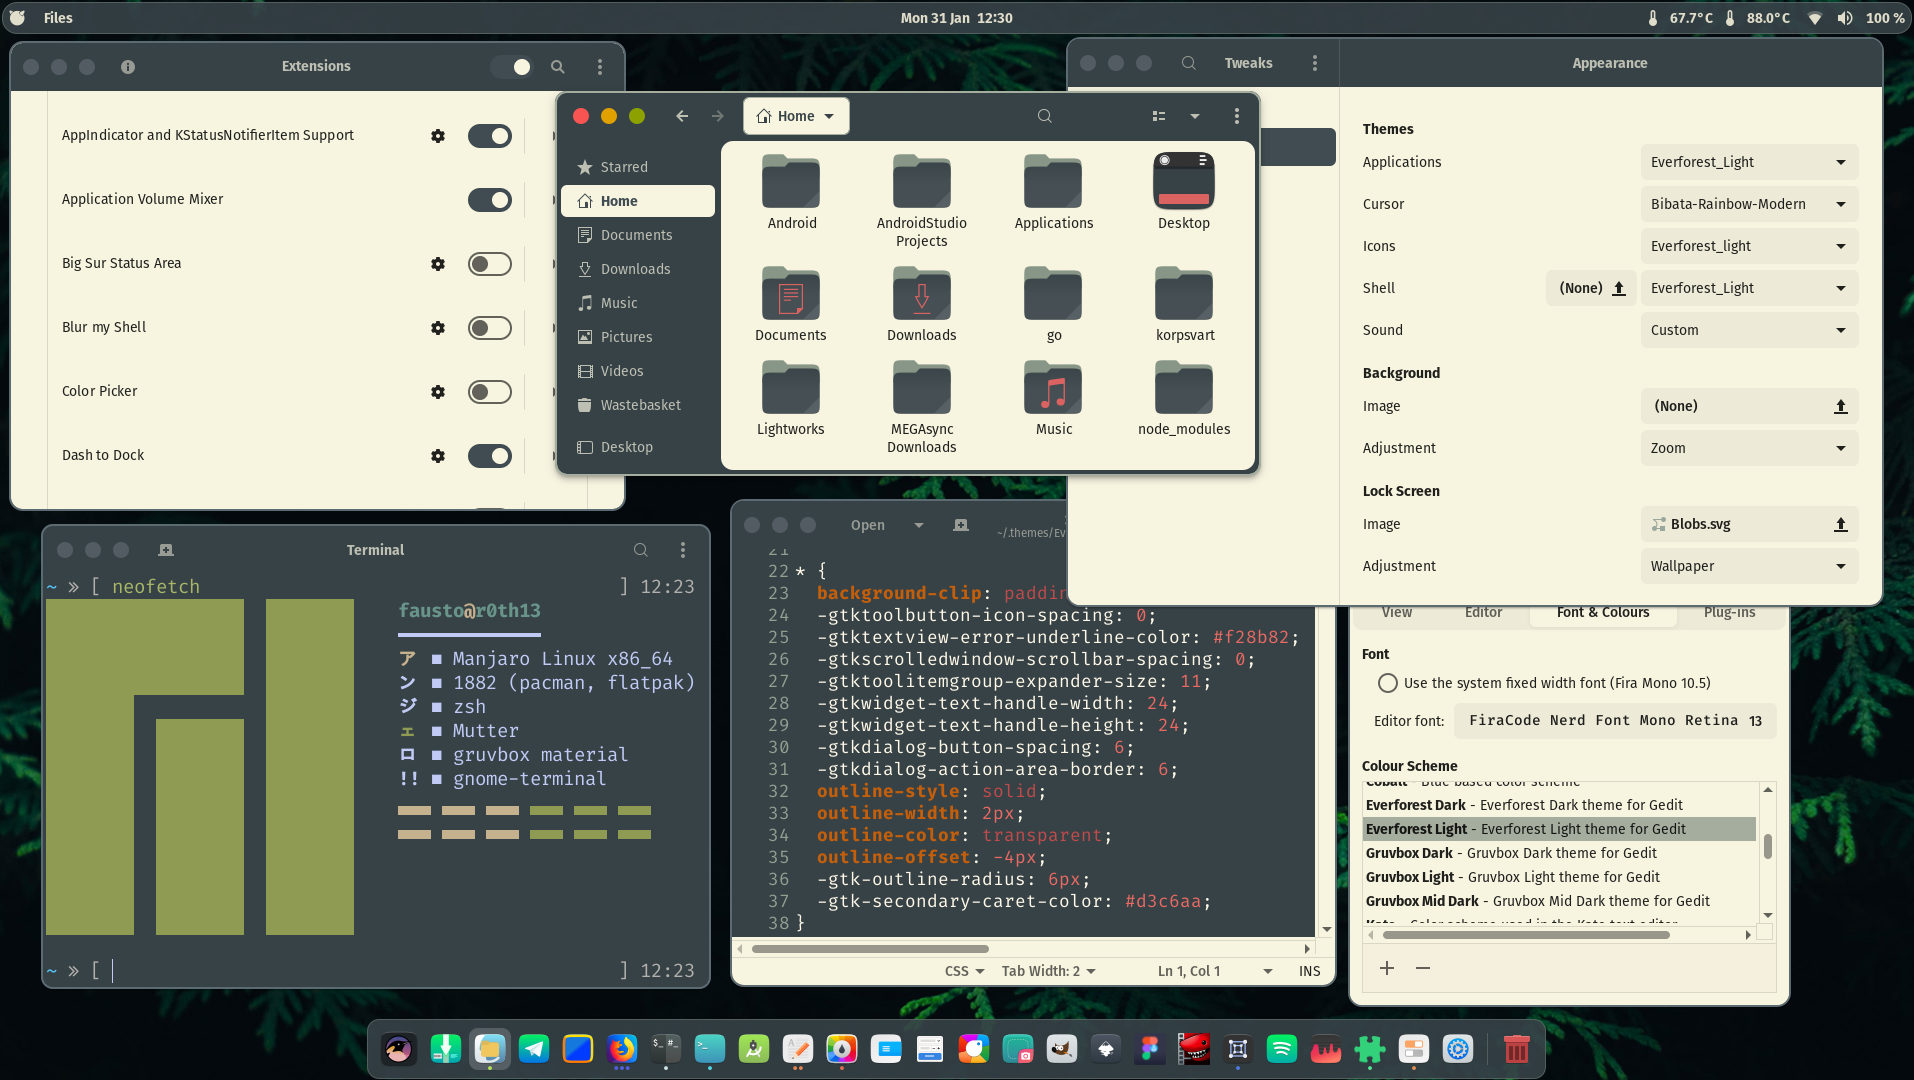 Files
Mon 31 Jan 12:30
67.7°C 88.0°C 100 %
Extensions
AppIndicator and KStatusNotifierItem Support
Application Volume Mixer
Big Sur Status Area
Blur my Shell
Color Picker
Dash to Dock
Home
Starred
Home
Documents
Downloads
Music
Pictures
Videos
Wastebasket
Desktop
Android
AndroidStudio
Projects
Applications
Desktop
Documents
Downloads
go
korpsvart
Lightworks
MEGAsync
Downloads
Music
node_modules
Tweaks
Appearance
Themes
Applications Everforest_Light
Cursor Bibata-Rainbow-Modern
Icons Everforest_light
Shell (None) Everforest_Light
Sound Custom
Background
Image (None)
Adjustment Zoom
Lock Screen
Image Blobs.svg
Adjustment Wallpaper
Terminal
~ » [ neofetch ] 12:23
fausto@r0th13
ア ■ Manjaro Linux x86_64
ン ■ 1882 (pacman, flatpak)
ジ ■ zsh
ェ ■ Mutter
ロ ■ gruvbox material
!! ■ gnome-terminal
~ » [ ] 12:23
Open
~/.themes/Ev
21
22 * {
23 background-clip: paddin
24 -gtktoolbutton-icon-spacing: 0;
25 -gtktextview-error-underline-color: #f28b82;
26 -gtkscrolledwindow-scrollbar-spacing: 0;
27 -gtktoolitemgroup-expander-size: 11;
28 -gtkwidget-text-handle-width: 24;
29 -gtkwidget-text-handle-height: 24;
30 -gtkdialog-button-spacing: 6;
31 -gtkdialog-action-area-border: 6;
32 outline-style: solid;
33 outline-width: 2px;
34 outline-color: transparent;
35 outline-offset: -4px;
36 -gtk-outline-radius: 6px;
37 -gtk-secondary-caret-color: #d3c6aa;
38 }
CSS Tab Width: 2 Ln 1, Col 1 INS
View Editor Font & Colours Plug-ins
Font
Use the system fixed width font (Fira Mono 10.5)
Editor font: FiraCode Nerd Font Mono Retina 13
Colour Scheme
Cobalt - Blue based color scheme
Everforest Dark - Everforest Dark theme for Gedit
Everforest Light - Everforest Light theme for Gedit
Gruvbox Dark - Gruvbox Dark theme for Gedit
Gruvbox Light - Gruvbox Light theme for Gedit
Gruvbox Mid Dark - Gruvbox Mid Dark theme for Gedit
Kate - Color scheme used in the Kate text editor
$_ #_
>_